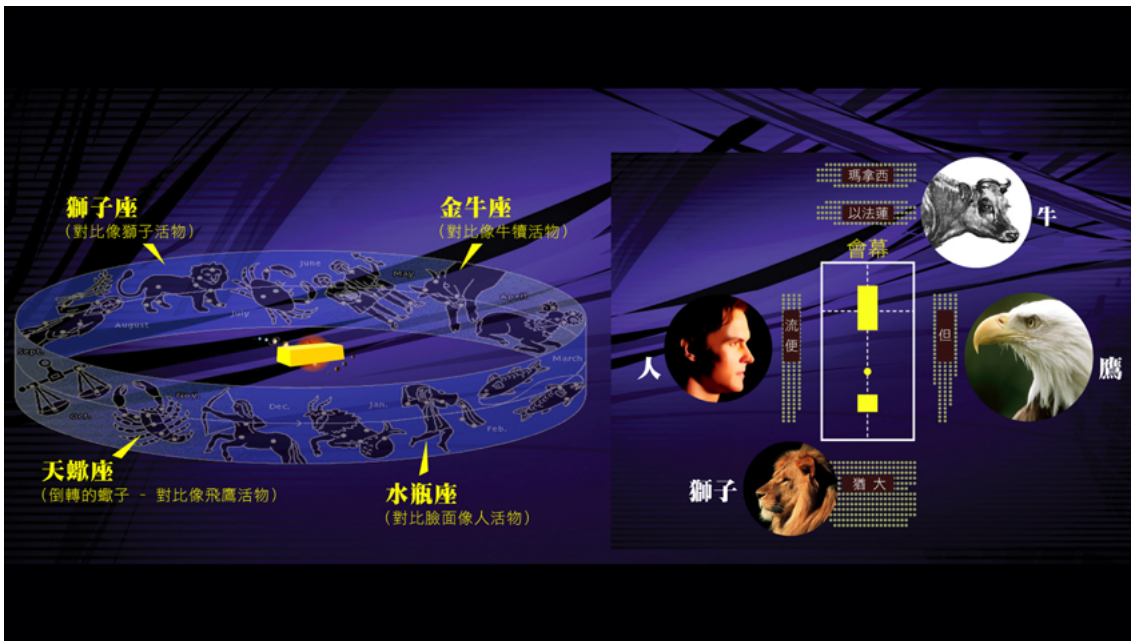 獅子座
(對比像獅子活物)
金牛座
(對比像牛犢活物)
June
May
April
July
August
March
Sept.
Oct.
Nov.
Dec.
Jan.
Feb.
天蠍座
(倒轉的蠍子 - 對比像飛鷹活物)
水瓶座
(對比臉面像人活物)
瑪拿西
以法蓮
牛
會幕
流便
但
人
鷹
獅子
猶大